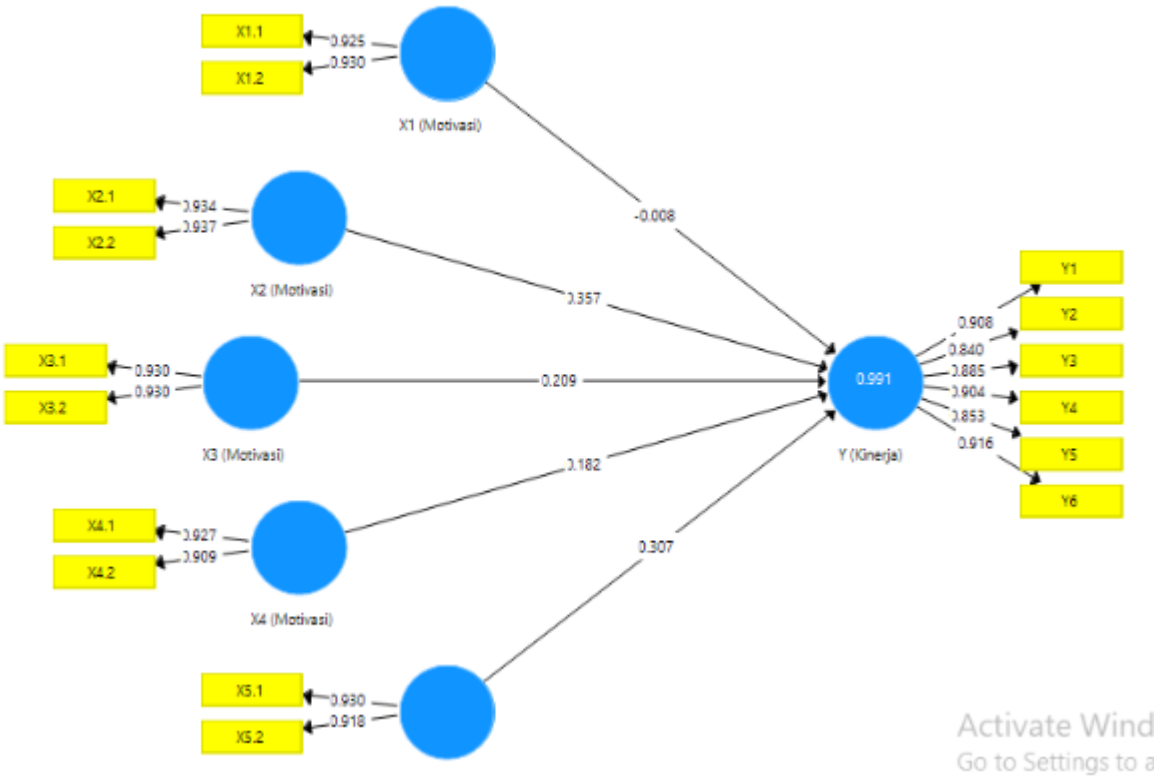 X1.1
0.925
0.930
X1.2
X1 (Motivasi)
-0.008
X2.1
0.934
0.937
X2.2
X2 (Motivasi)
0.357
X3.1
0.930
0.930
X3.2
X3 (Motivasi)
0.209
X4.1
0.927
0.909
X4.2
X4 (Motivasi)
0.182
X5.1
0.930
0.918
X5.2
0.307
0.991
Y (Kinerja)
0.908
0.840
0.885
0.904
0.853
0.916
Y1
Y2
Y3
Y4
Y5
Y6
Activate Wind
Go to Settings to a